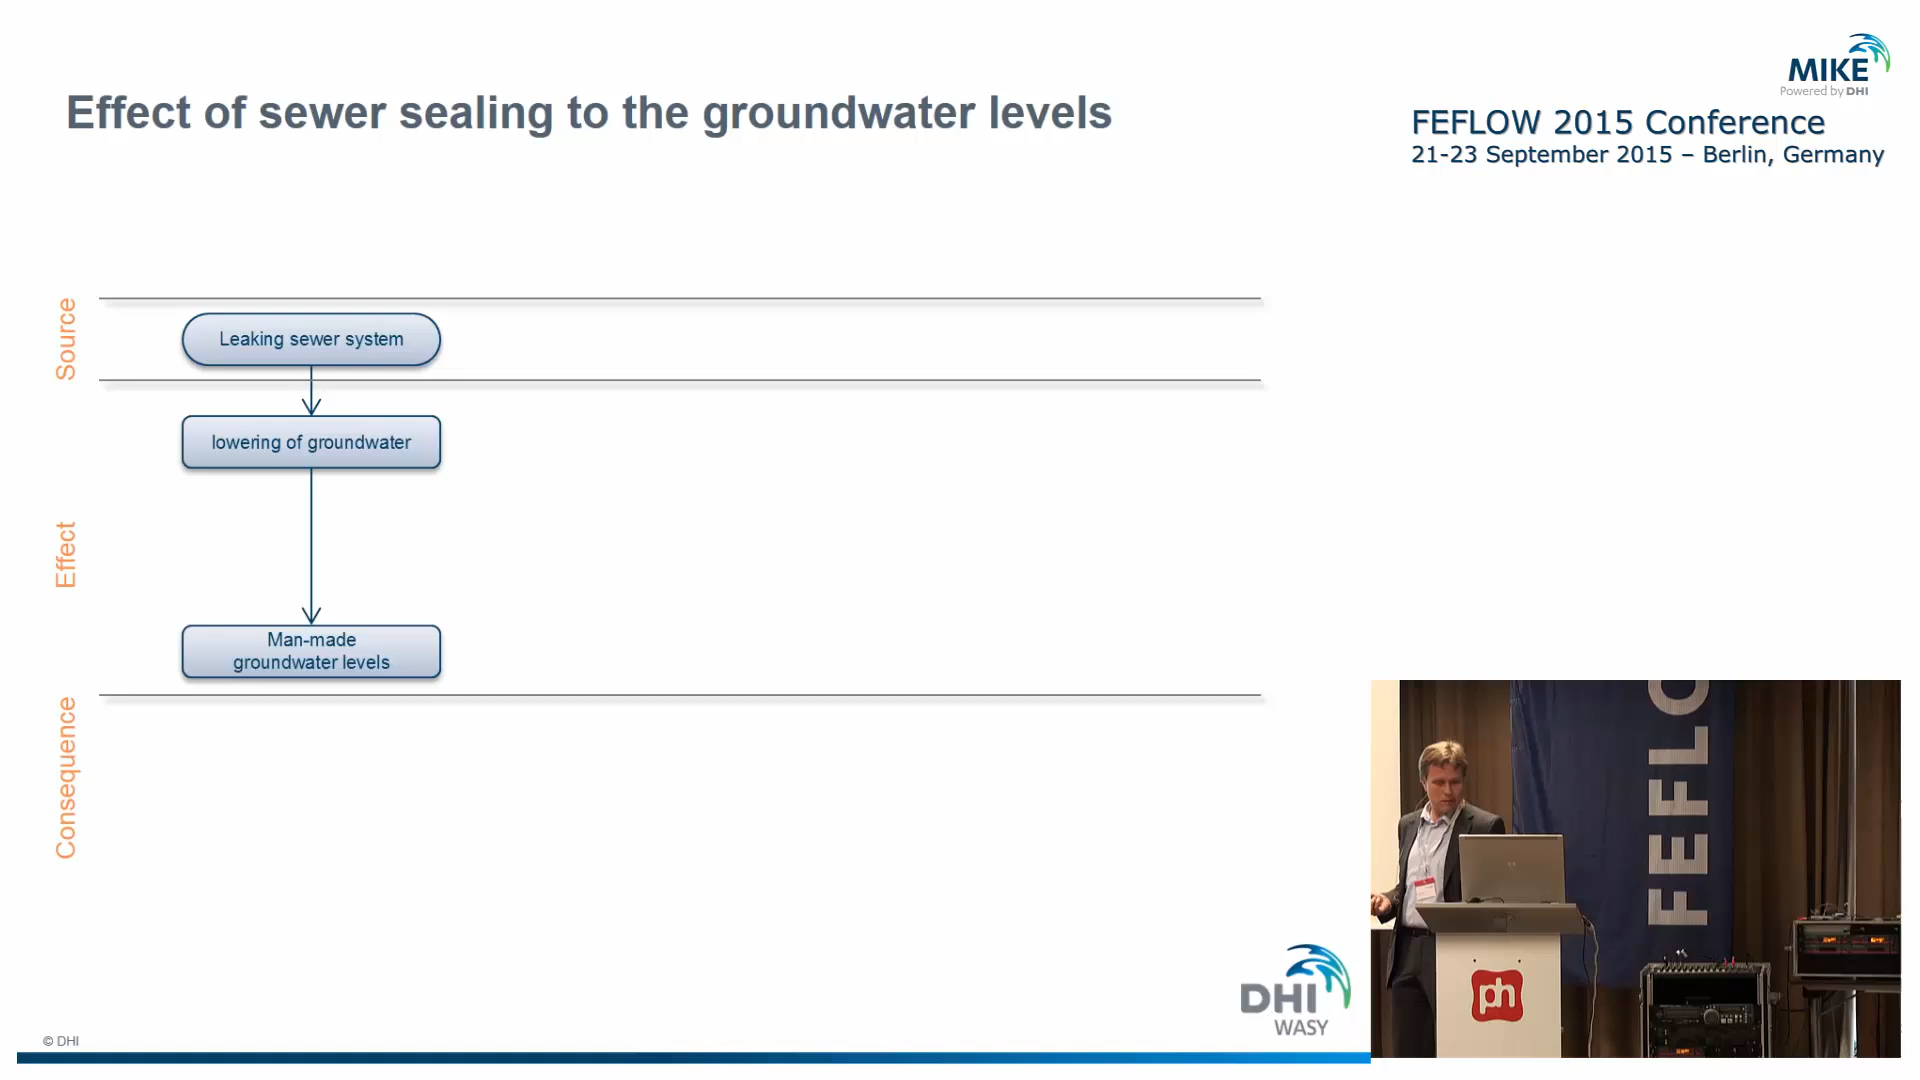 MIKE
Powered by DHI
Effect of sewer sealing to the groundwater levels
FEFLOW 2015 Conference
21-23 September 2015 – Berlin, Germany
Source
Leaking sewer system
lowering of groundwater
Effect
Man-made
groundwater levels
Consequence
FEFLO
ph
DHI
WASY
© DHI